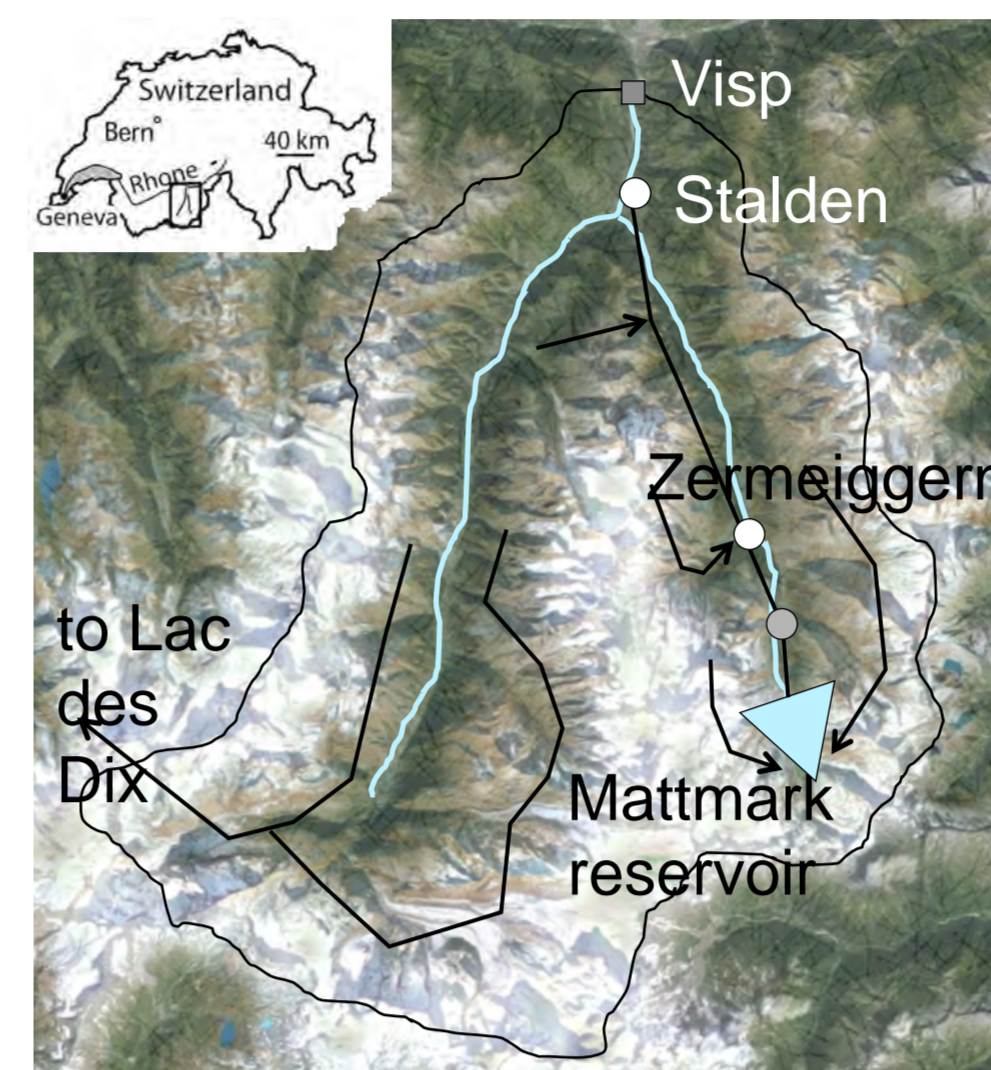 Switzerland
Bern
40 km
Rhone
Geneva
Visp
Stalden
Zermeiggern
to Lac
des
Dix
Mattmark
reservoir